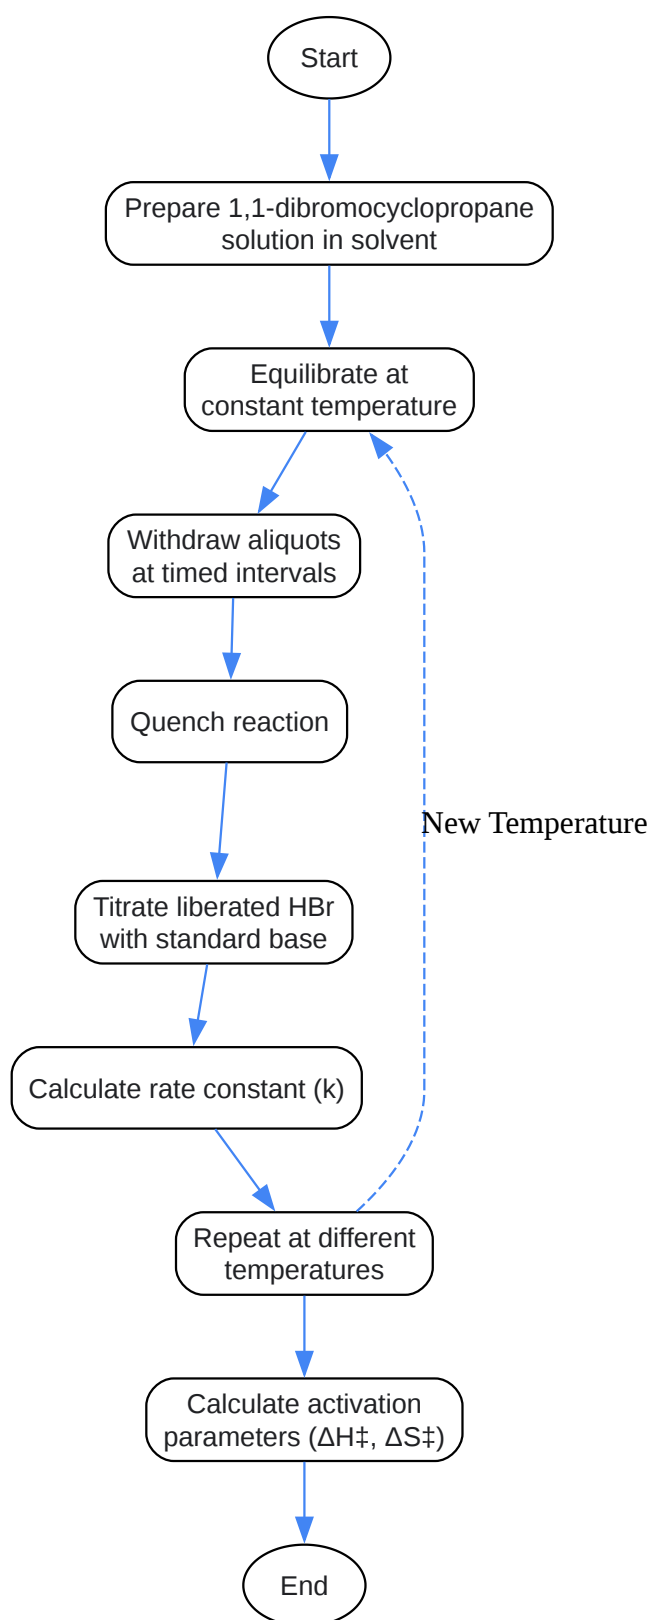 Start
Prepare 1,1-dibromocyclopropane
solution in solvent
Equilibrate at
constant temperature
Withdraw aliquots
at timed intervals
Quench reaction
New Temperature
Titrate liberated HBr
with standard base
Calculate rate constant (k)
Repeat at different
temperatures
Calculate activation
parameters (ΔH‡, ΔS‡)
End